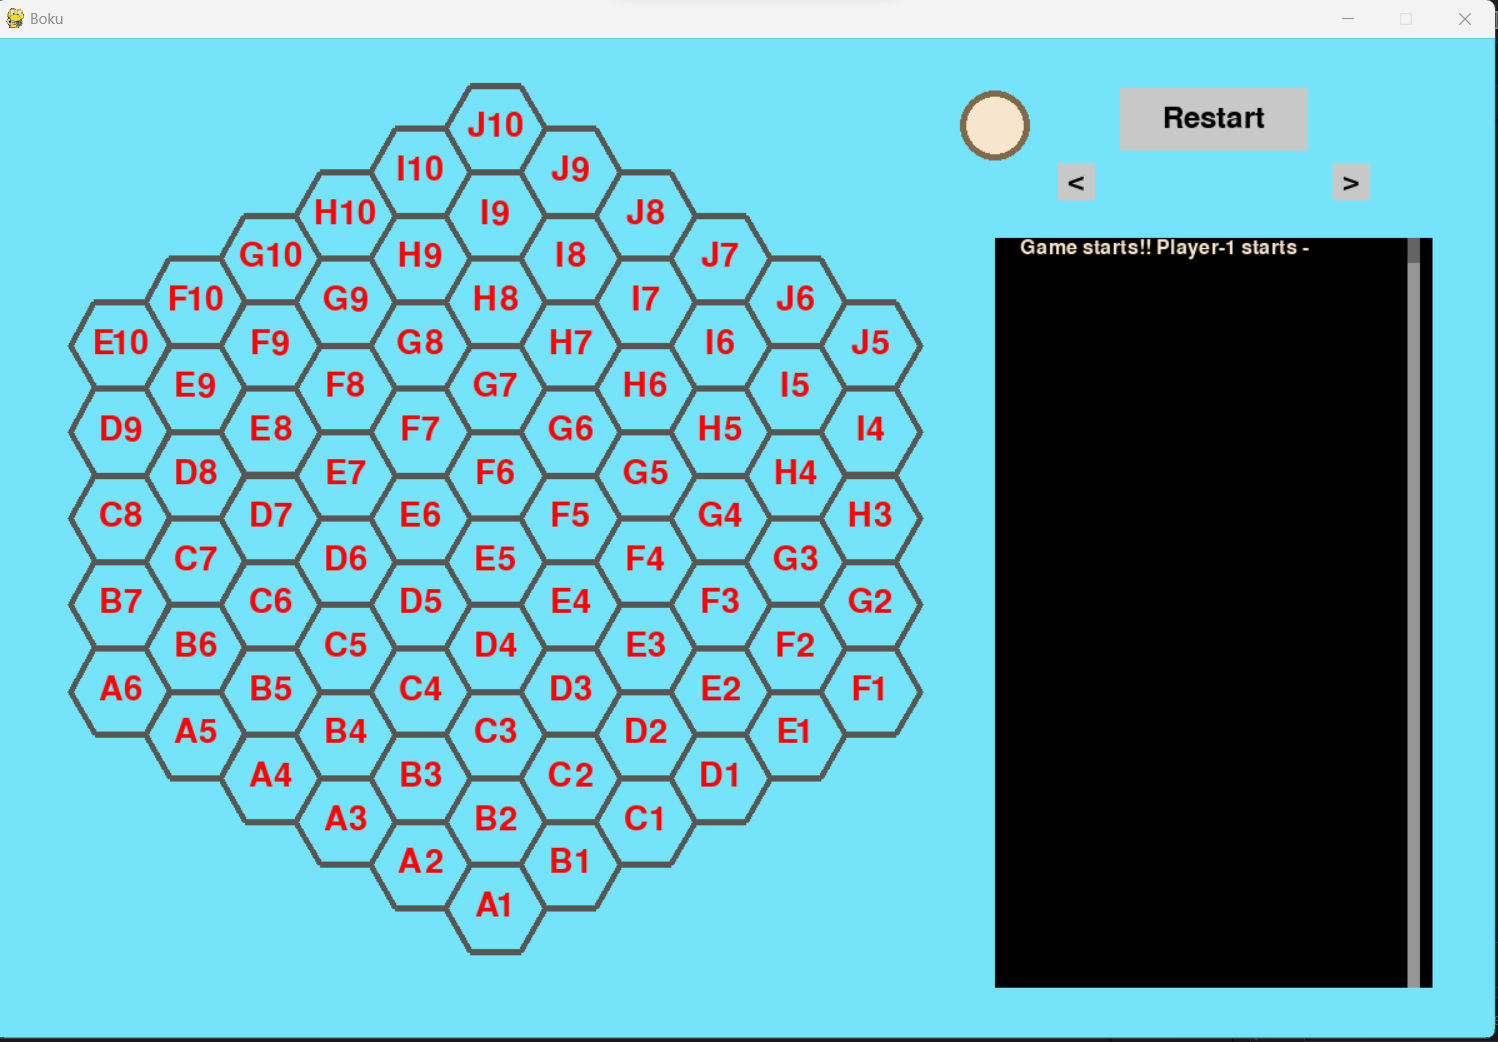 Boku
J10
I10 J9
H10 I9 J8
Restart
G10 H9 I8 J7
< >
Game starts!! Player-1 starts -
F10 G9 H8 I7 J6
E10 F9 G8 H7 I6 J5
E9 F8 G7 H6 I5
D9 E8 F7 G6 H5 I4
D8 E7 F6 G5 H4
C8 D7 E6 F5 G4 H3
C7 D6 E5 F4 G3
B7 C6 D5 E4 F3 G2
B6 C5 D4 E3 F2
A6 B5 C4 D3 E2 F1
A5 B4 C3 D2 E1
A4 B3 C2 D1
A3 B2 C1
A2 B1
A1